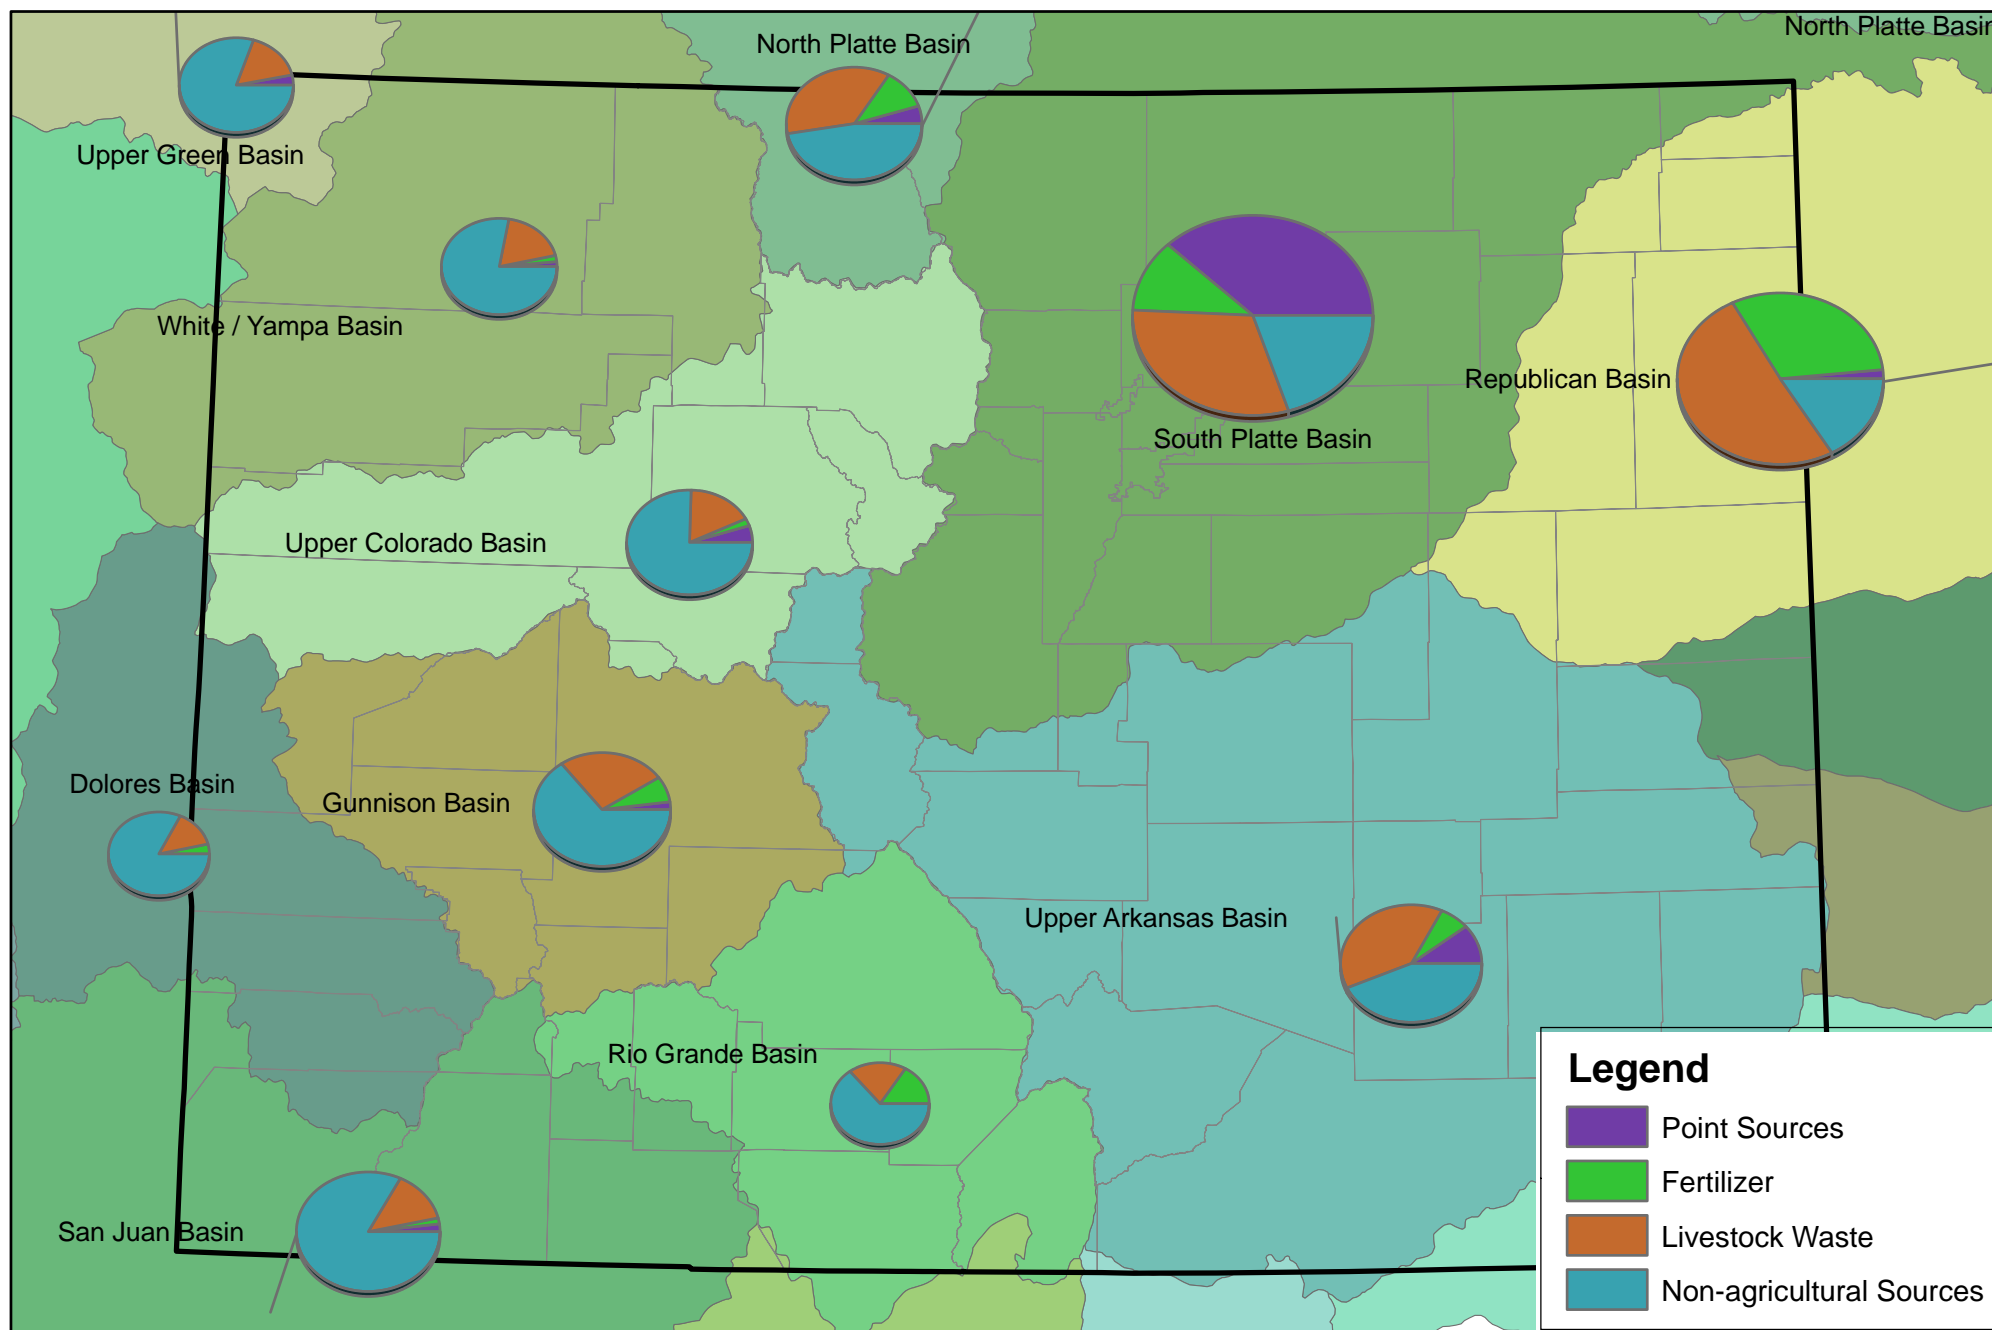 North Platte Basin
North Platte Basin
Upper Green Basin
White / Yampa Basin
Republican Basin
South Platte Basin
Upper Colorado Basin
Dolores Basin
Gunnison Basin
Upper Arkansas Basin
Rio Grande Basin
San Juan Basin
Legend
Point Sources
Fertilizer
Livestock Waste
Non-agricultural Sources